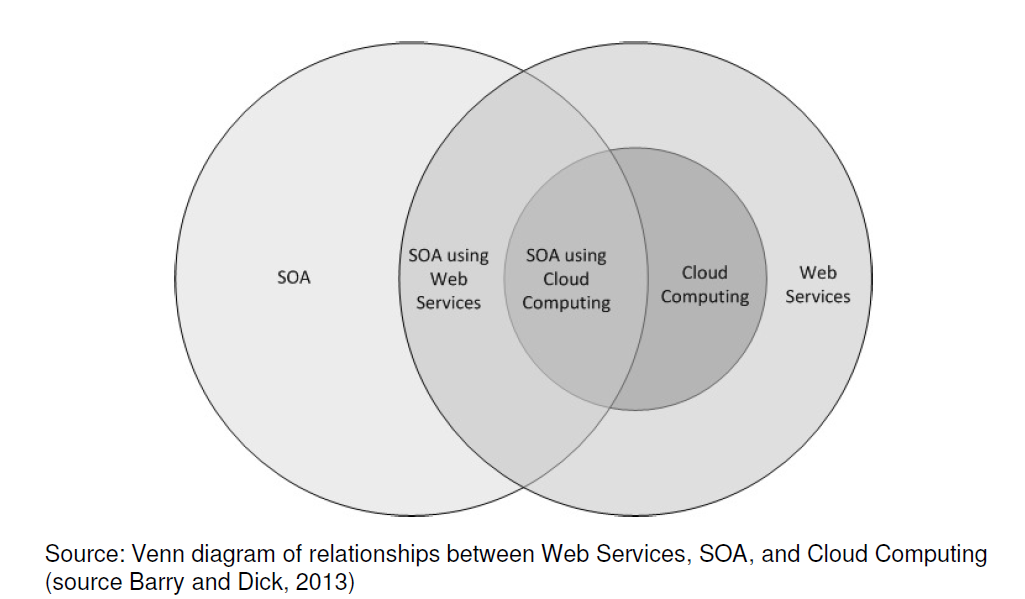 SOA
SOA using
Web
Services
SOA using
Cloud
Computing
Cloud
Computing
Web
Services
Source: Venn diagram of relationships between Web Services, SOA, and Cloud Computing
(source Barry and Dick, 2013)